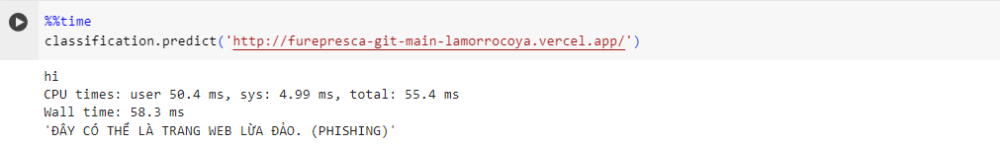 %%time
classification.predict('http://furepresca-git-main-lamorrocoya.vercel.app/')
hi
CPU times: user 50.4 ms, sys: 4.99 ms, total: 55.4 ms
Wall time: 58.3 ms
'ĐÂY CÓ THỂ LÀ TRANG WEB LỪA ĐẢO. (PHISHING)'